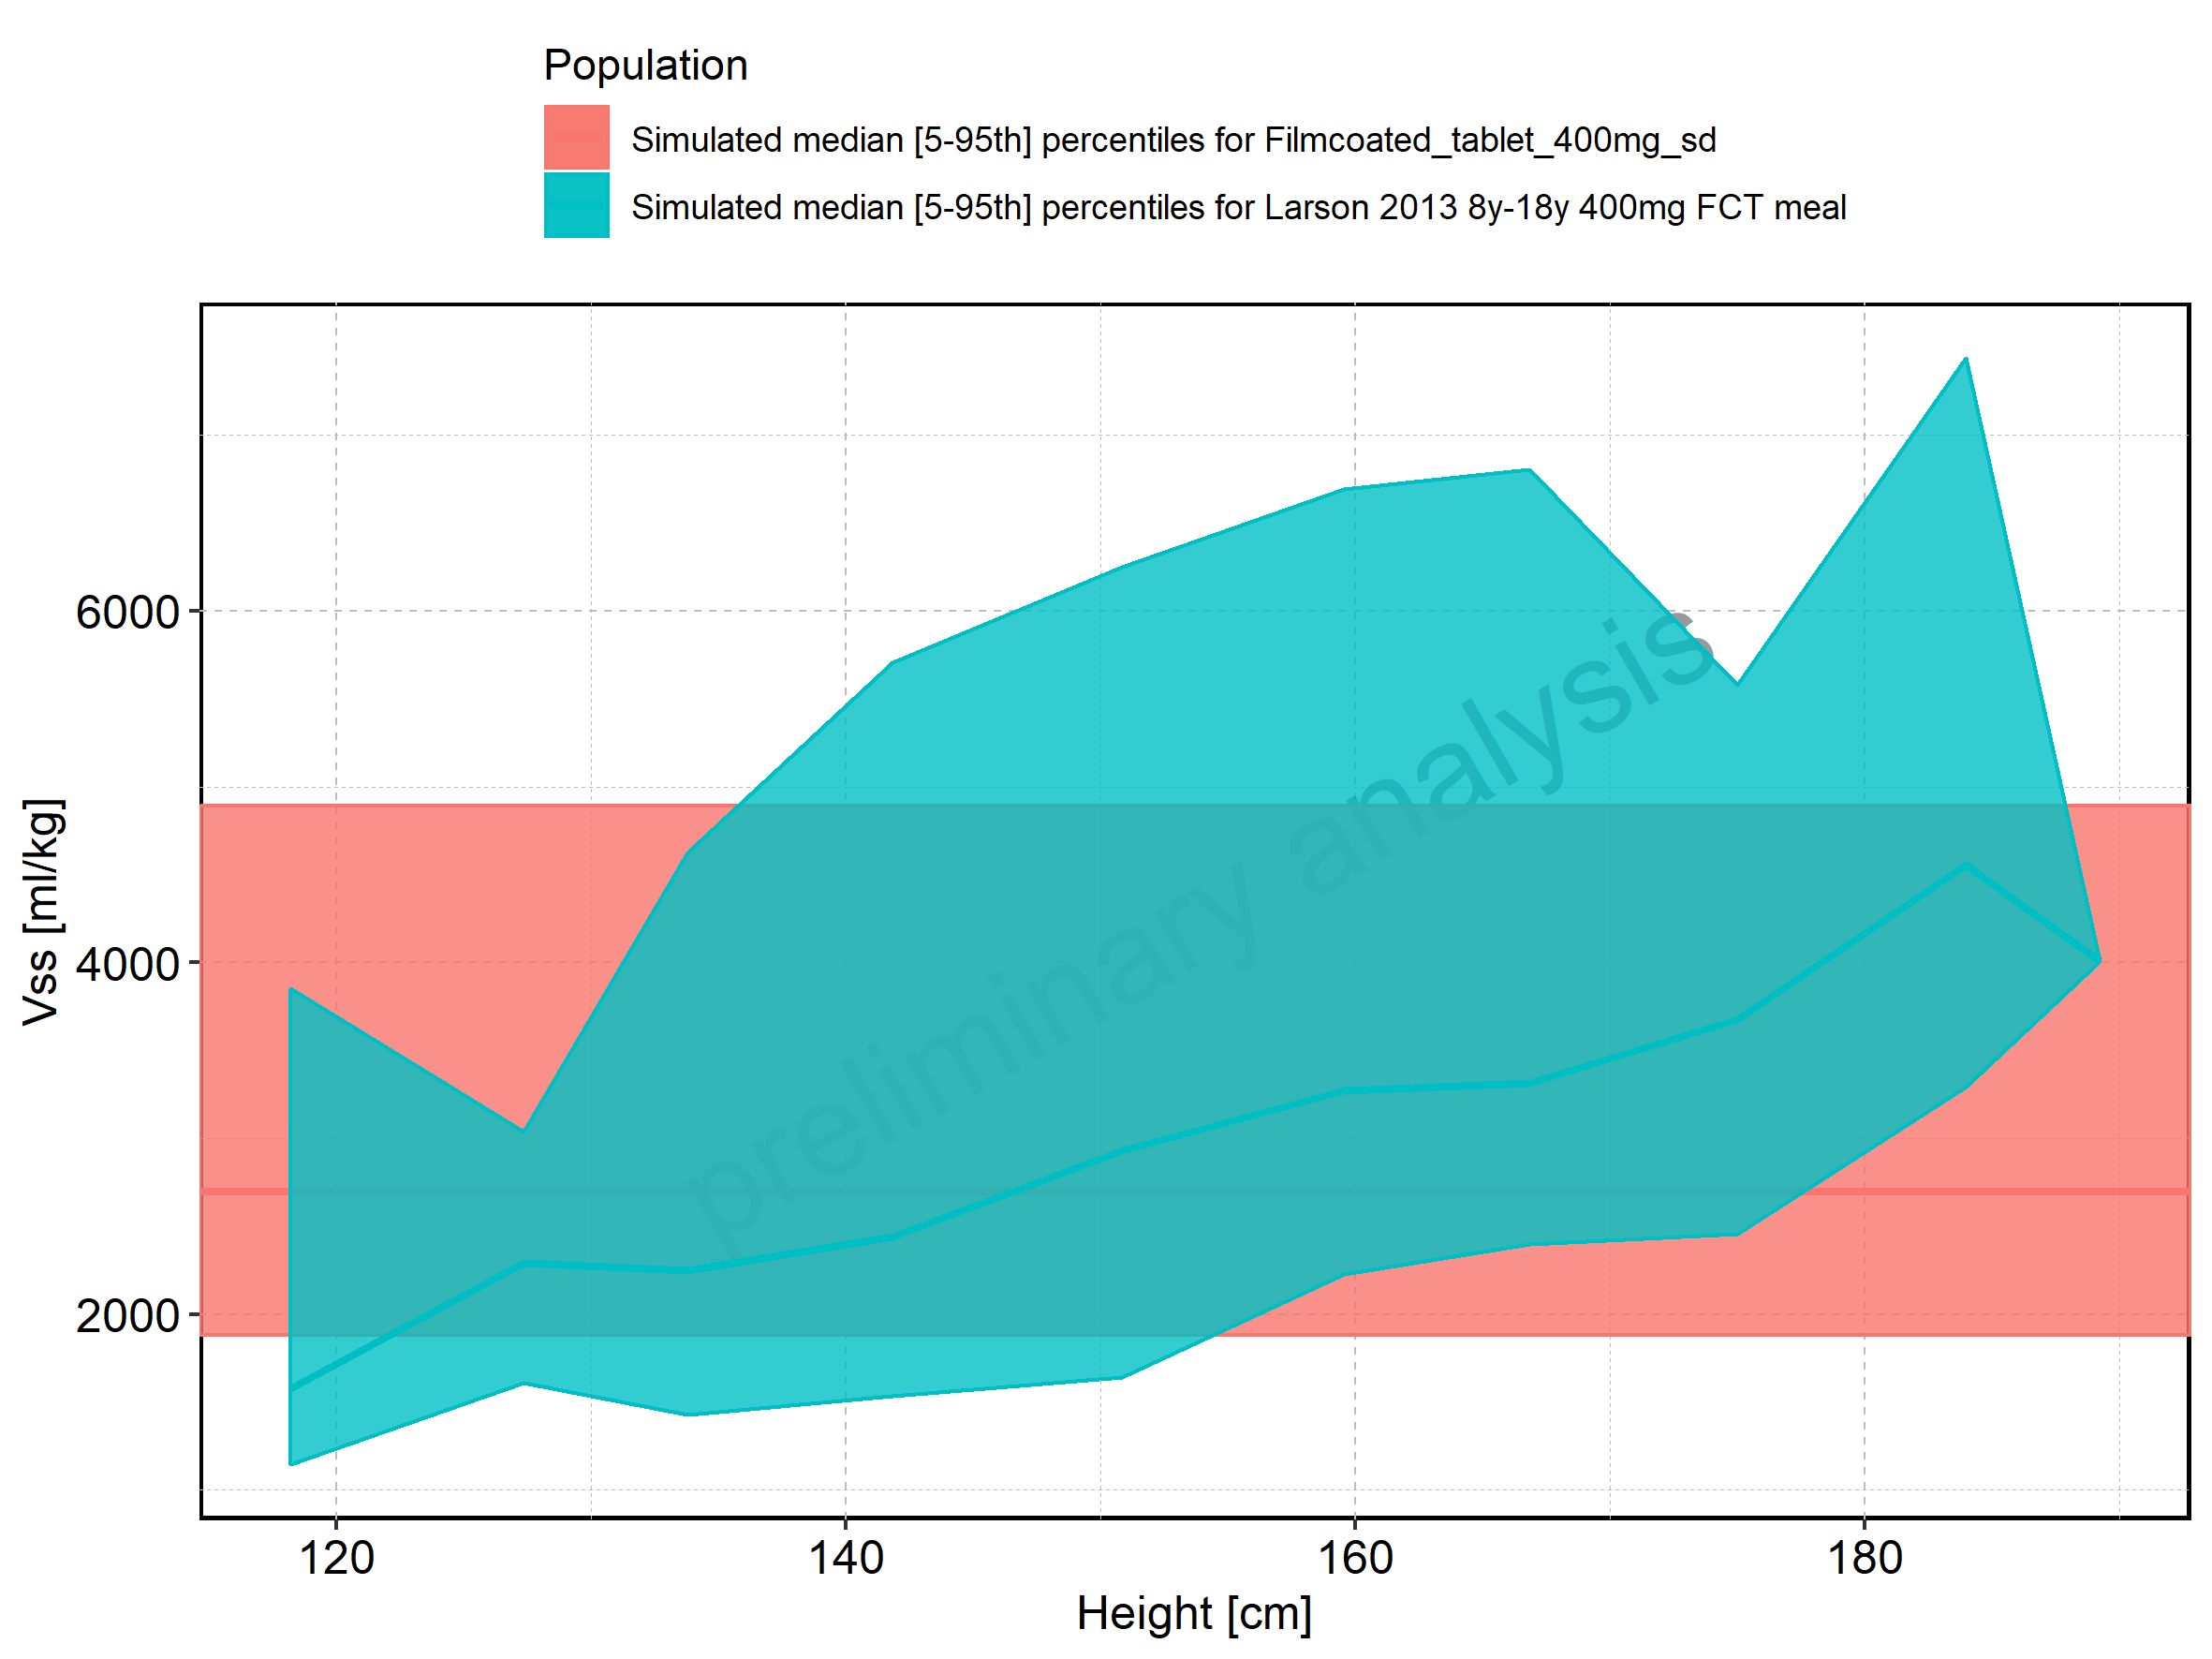 Population
Simulated median [5-95th] percentiles for Filmcoated_tablet_400mg_sd
Simulated median [5-95th] percentiles for Larson 2013 8y-18y 400mg FCT meal
6000
4000
2000
Vss [ml/kg]
preliminary analysis
120
140
160
180
Height [cm]